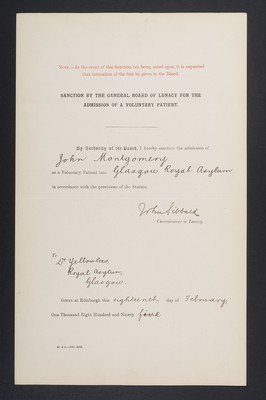 NOTE.—In the event of this Sanction not being acted upon, it is requested
that intimation of the fact be given to the Board.
SANCTION BY THE GENERAL BOARD OF LUNACY FOR THE
ADMISSION OF A VOLUNTARY PATIENT.
By Authority of the Board, I hereby sanction the admission of
John Montgomery
as a Voluntary Patient into Glasgow Royal Asylum
in accordance with the provisions of the Statute.
John Sibbald
Commissioner in Lunacy.
To
Dr Yellowlees,
Royal Asylum,
Glasgow.
DATED at Edinburgh this eighteenth day of February,
One Thousand Eight Hundred and Ninety